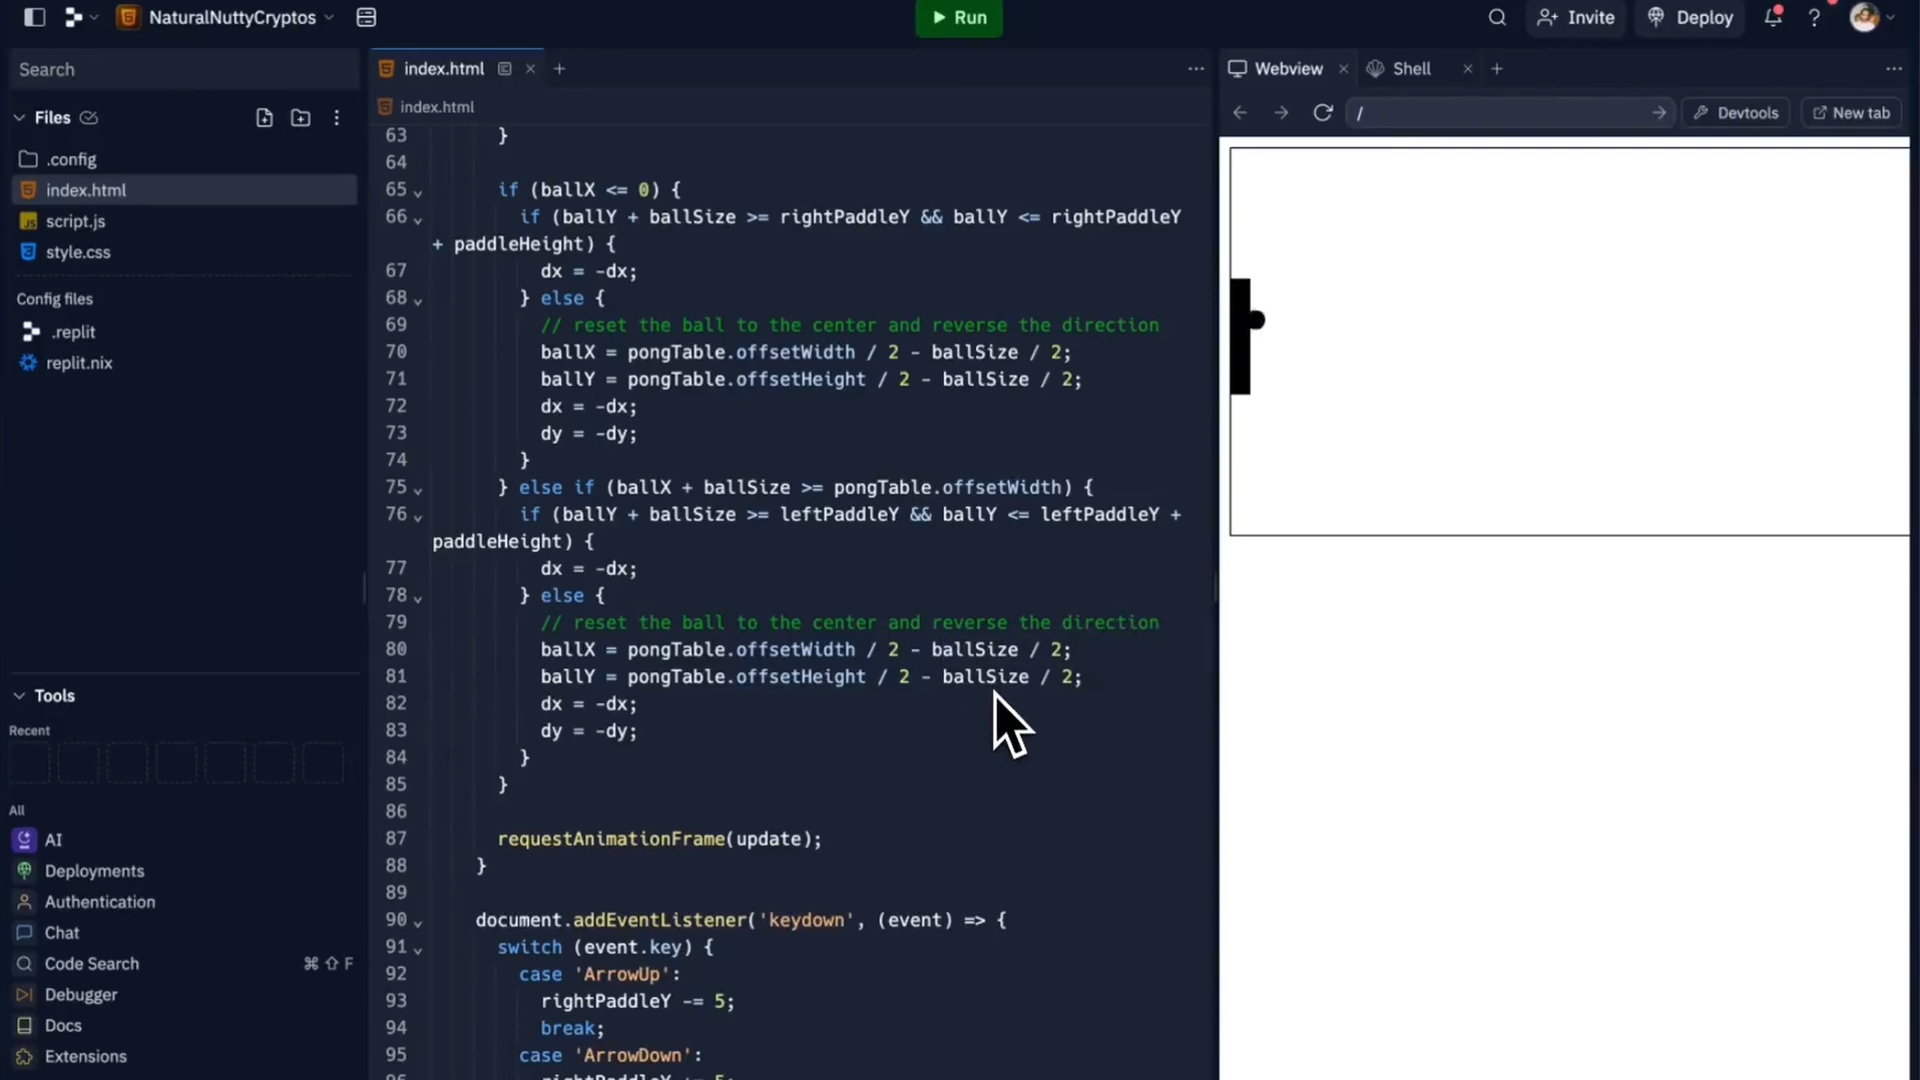 NaturalNuttyCryptos
Run
Invite
Deploy
?
Search
Files
.config
index.html
script.js
style.css
Config files
.replit
replit.nix
Tools
Recent
All
AI
Deployments
Authentication
Chat
Code Search ⌘ ⇧ F
Debugger
Docs
Extensions
index.html
index.html
63 }
64
65 if (ballX <= 0) {
66 if (ballY + ballSize >= rightPaddleY && ballY <= rightPaddleY
+ paddleHeight) {
67 dx = -dx;
68 } else {
69 // reset the ball to the center and reverse the direction
70 ballX = pongTable.offsetWidth / 2 - ballSize / 2;
71 ballY = pongTable.offsetHeight / 2 - ballSize / 2;
72 dx = -dx;
73 dy = -dy;
74 }
75 } else if (ballX + ballSize >= pongTable.offsetWidth) {
76 if (ballY + ballSize >= leftPaddleY && ballY <= leftPaddleY +
paddleHeight) {
77 dx = -dx;
78 } else {
79 // reset the ball to the center and reverse the direction
80 ballX = pongTable.offsetWidth / 2 - ballSize / 2;
81 ballY = pongTable.offsetHeight / 2 - ballSize / 2;
82 dx = -dx;
83 dy = -dy;
84 }
85 }
86
87 requestAnimationFrame(update);
88 }
89
90 document.addEventListener('keydown', (event) => {
91 switch (event.key) {
92 case 'ArrowUp':
93 rightPaddleY -= 5;
94 break;
95 case 'ArrowDown':
Webview
Shell
/
Devtools
New tab